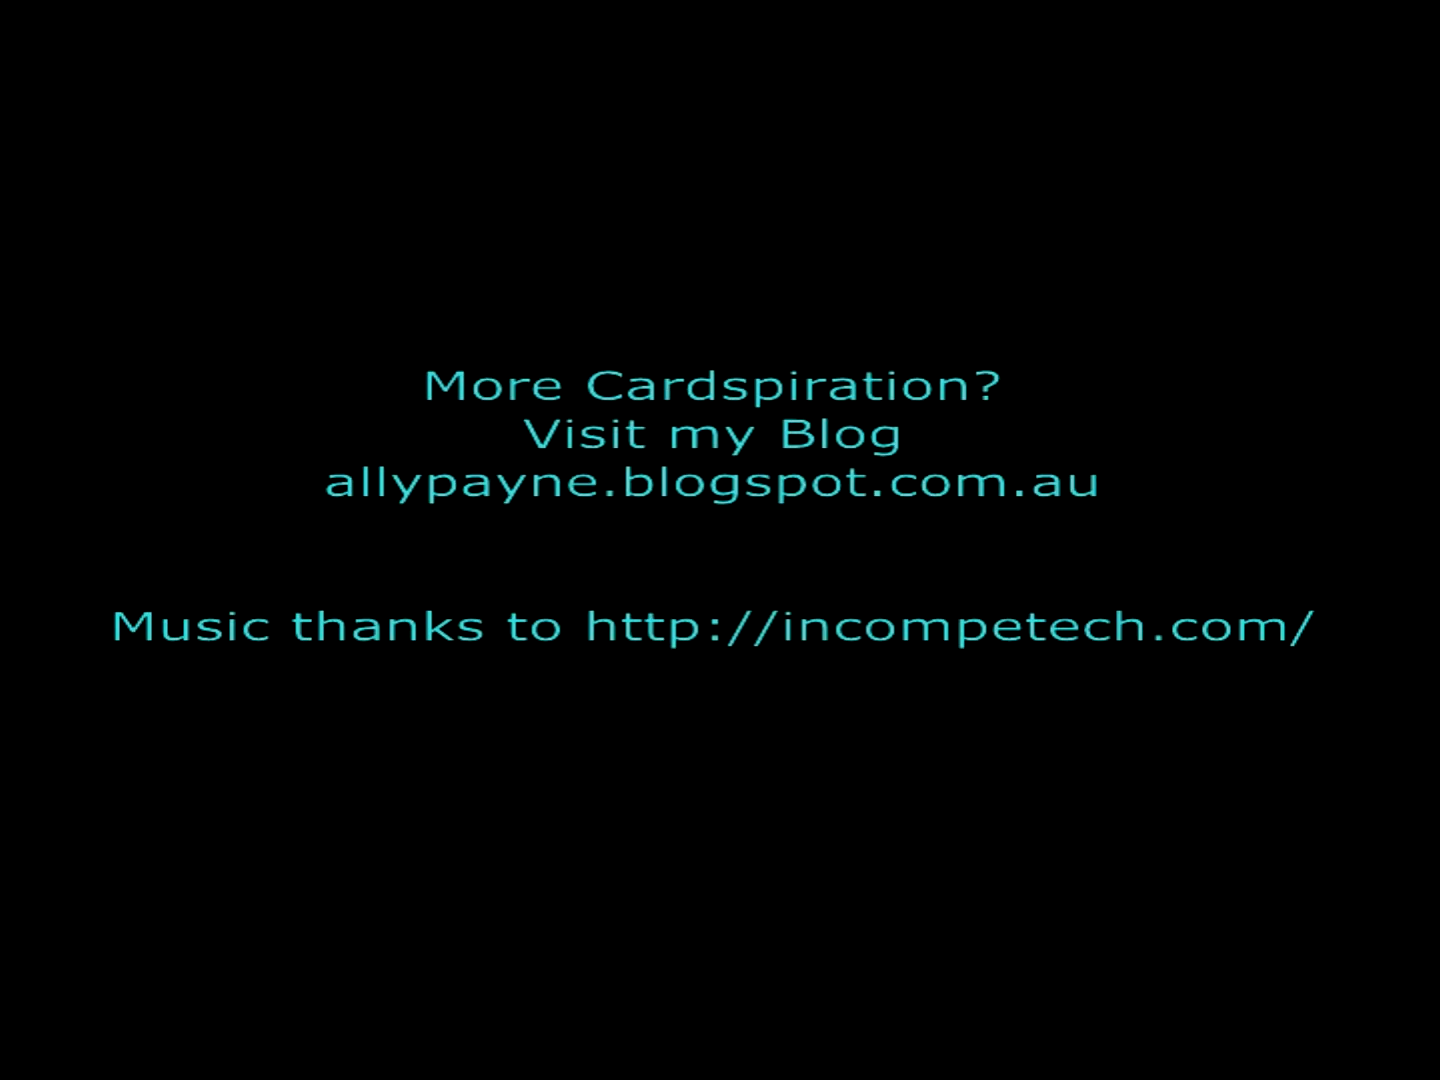 More Cardspiration?
Visit my Blog
allypayne.blogspot.com.au
Music thanks to http://incompetech.com/